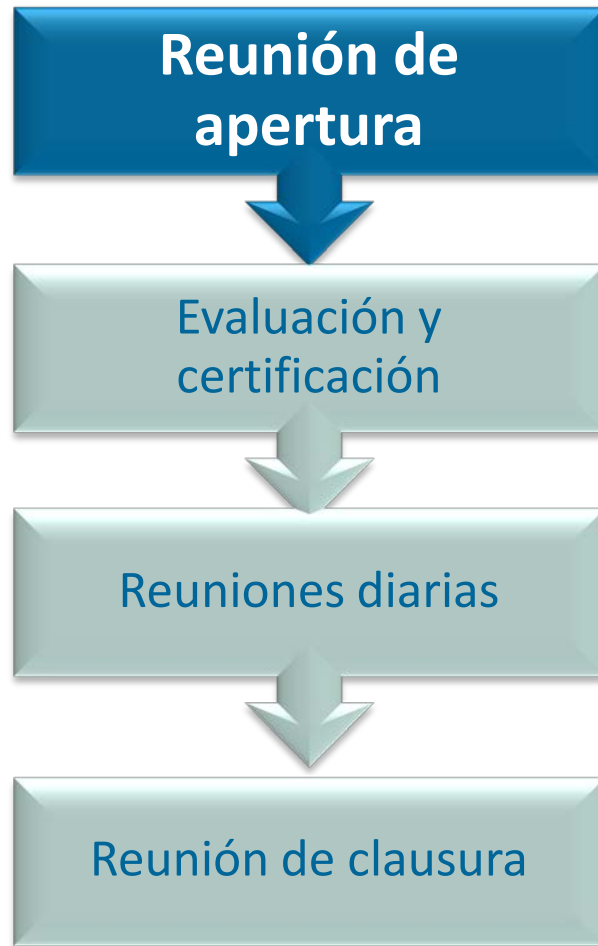 Reunión de
apertura
Evaluación y
certificación
Reuniones diarias
Reunión de clausura